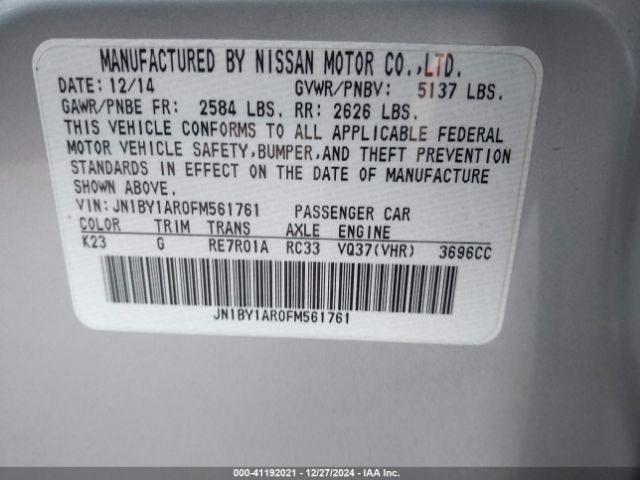 MANUFACTURED BY NISSAN MOTOR CO.,LTD.
DATE: 12/14 GVWR/PNBV: 5137 LBS.
GAWR/PNBE FR: 2584 LBS. RR: 2626 LBS.
THIS VEHICLE CONFORMS TO ALL APPLICABLE FEDERAL
MOTOR VEHICLE SAFETY,BUMPER,AND THEFT PREVENTION
STANDARDS IN EFFECT ON THE DATE OF MANUFACTURE
SHOWN ABOVE.
VIN: JN1BY1AR0FM561761 PASSENGER CAR
COLOR TRIM TRANS AXLE ENGINE
K23 G RE7R01A RC33 VQ37(VHR) 3696CC
JN1BY1AR0FM561761
000-41192021 - 12/27/2024 - IAA Inc.